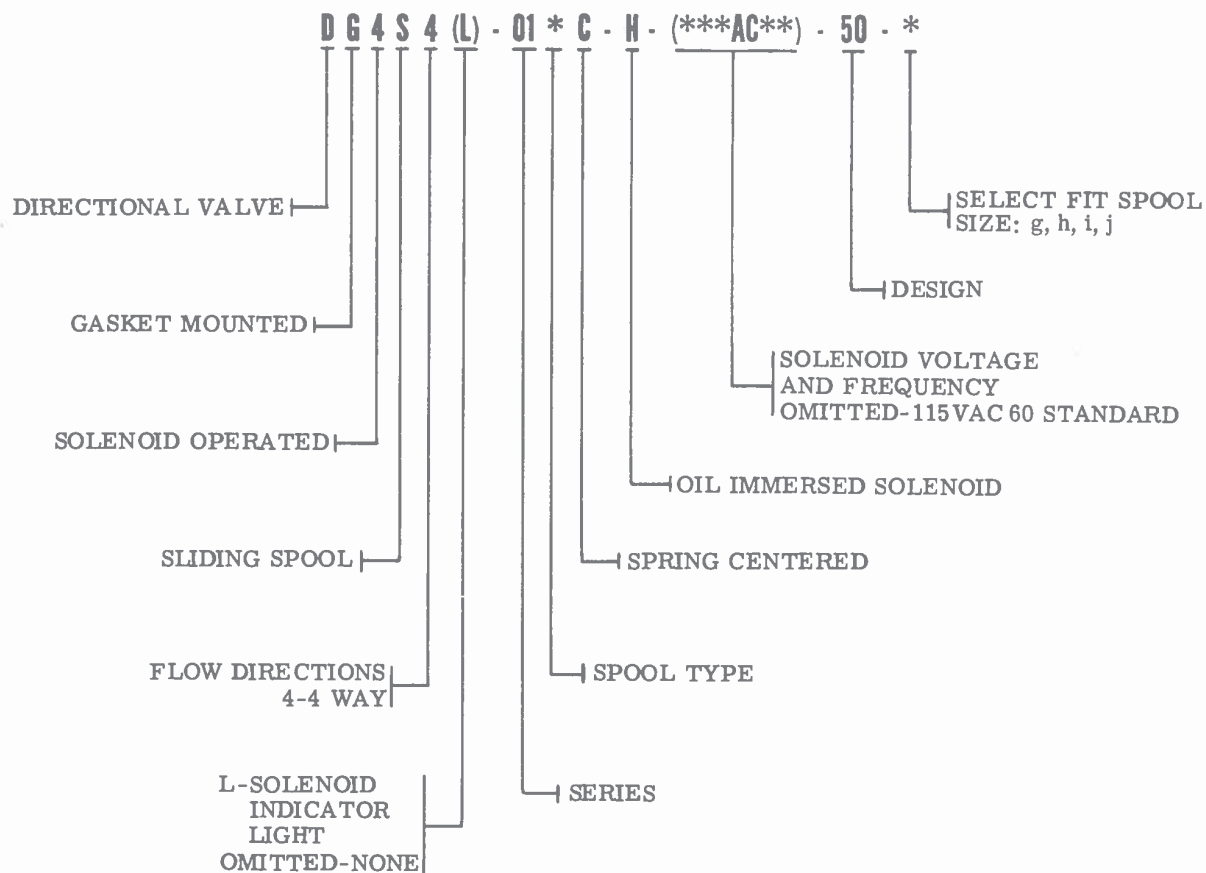 D G 4 S 4 (L) - 01 * C - H - (***AC**) - 50 - *
DIRECTIONAL VALVE
SELECT FIT SPOOL
SIZE: g, h, i, j
DESIGN
GASKET MOUNTED
SOLENOID VOLTAGE
AND FREQUENCY
OMITTED-115VAC 60 STANDARD
SOLENOID OPERATED
OIL IMMERSED SOLENOID
SLIDING SPOOL
SPRING CENTERED
FLOW DIRECTIONS
4-4 WAY
SPOOL TYPE
L-SOLENOID
INDICATOR
LIGHT
OMITTED-NONE
SERIES